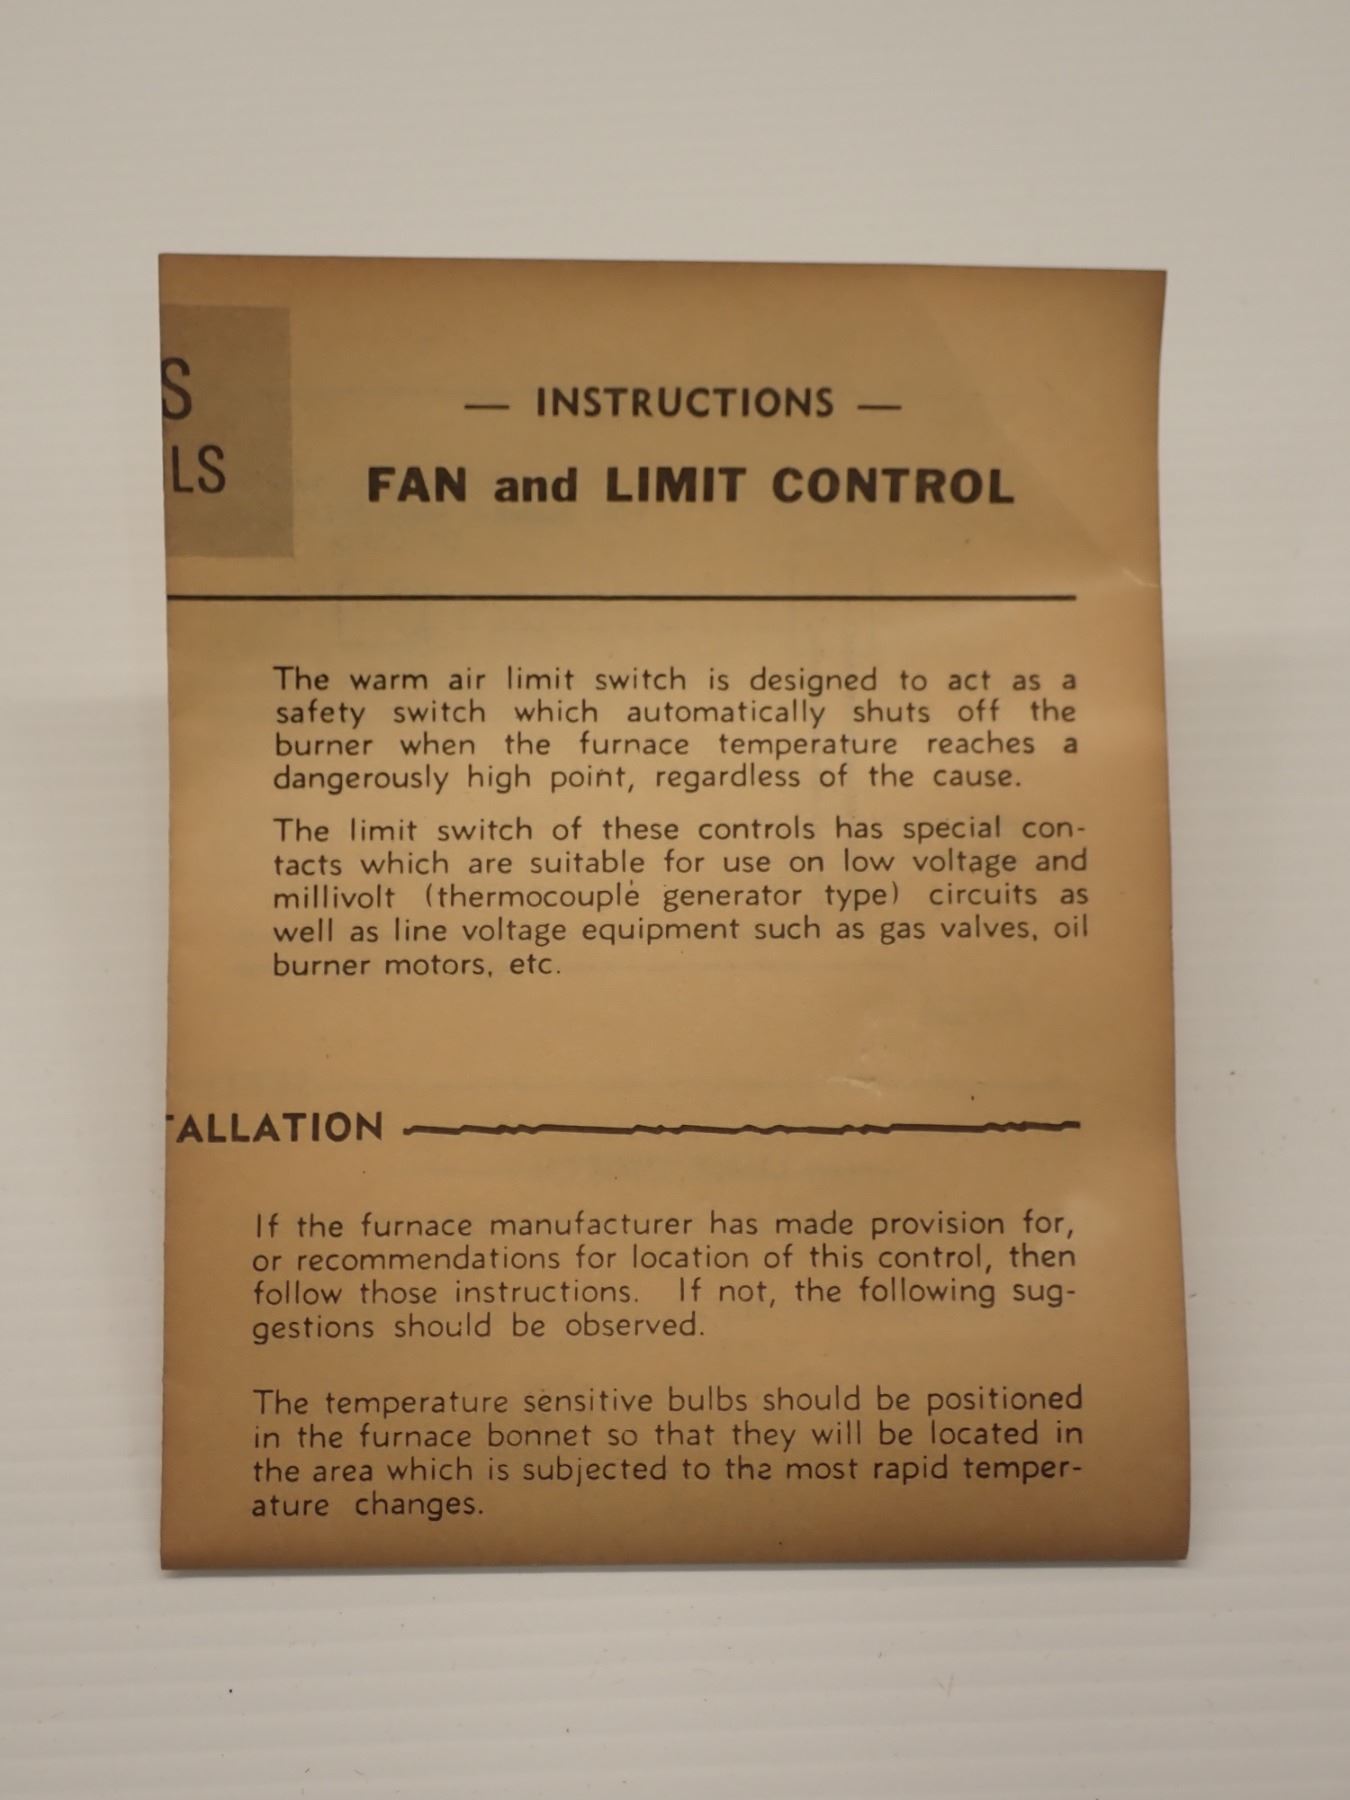 S
LS
— INSTRUCTIONS —
FAN and LIMIT CONTROL
The warm air limit switch is designed to act as a
safety switch which automatically shuts off the
burner when the furnace temperature reaches a
dangerously high point, regardless of the cause.
The limit switch of these controls has special con-
tacts which are suitable for use on low voltage and
millivolt (thermocouple generator type) circuits as
well as line voltage equipment such as gas valves, oil
burner motors, etc.
TALLATION
If the furnace manufacturer has made provision for,
or recommendations for location of this control, then
follow those instructions. If not, the following sug-
gestions should be observed.
The temperature sensitive bulbs should be positioned
in the furnace bonnet so that they will be located in
the area which is subjected to the most rapid temper-
ature changes.